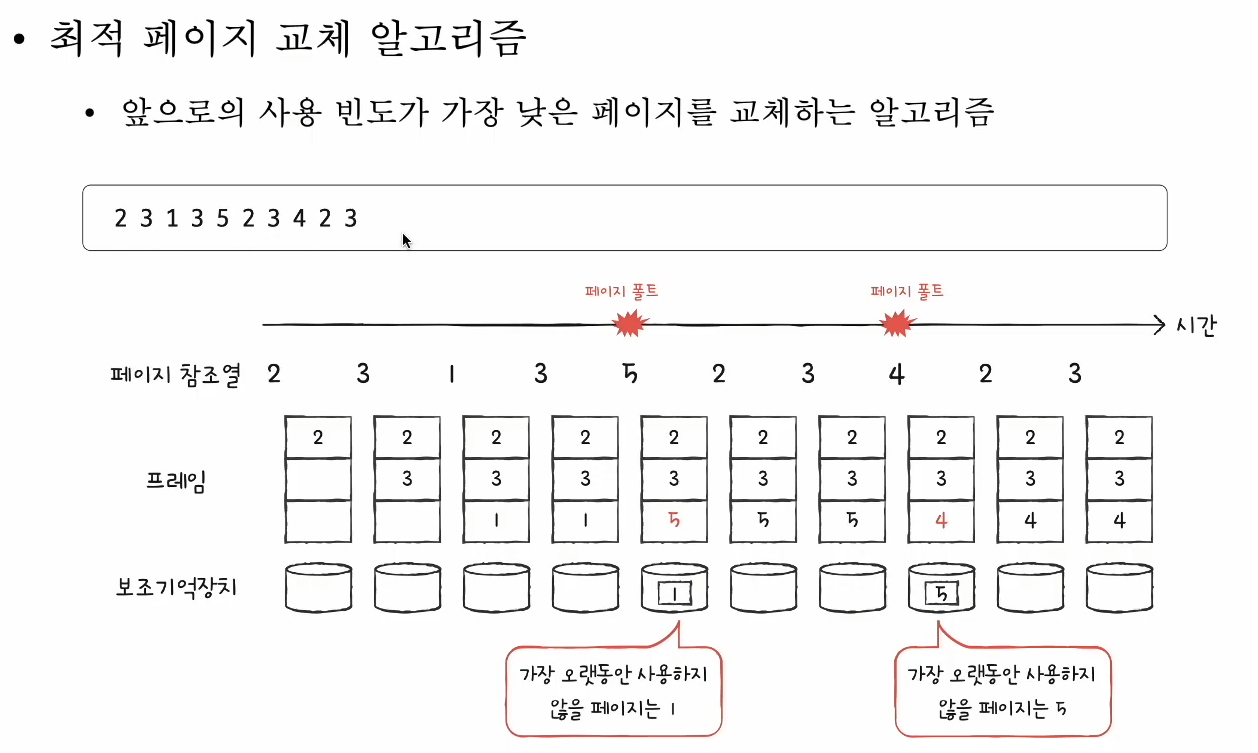 • 최적 페이지 교체 알고리즘
• 앞으로의 사용 빈도가 가장 낮은 페이지를 교체하는 알고리즘
2 3 1 3 5 2 3 4 2 3
페이지 폴트 페이지 폴트
시간
페이지 참조열 2 3 1 3 5 2 3 4 2 3
2 2 2 2 2 2 2 2 2 2
프레임 3 3 3 3 3 3 3 3 3
1 1 5 5 5 4 4 4
보조기억장치 1 5
가장 오랫동안 사용하지
않을 페이지는 1
가장 오랫동안 사용하지
않을 페이지는 5